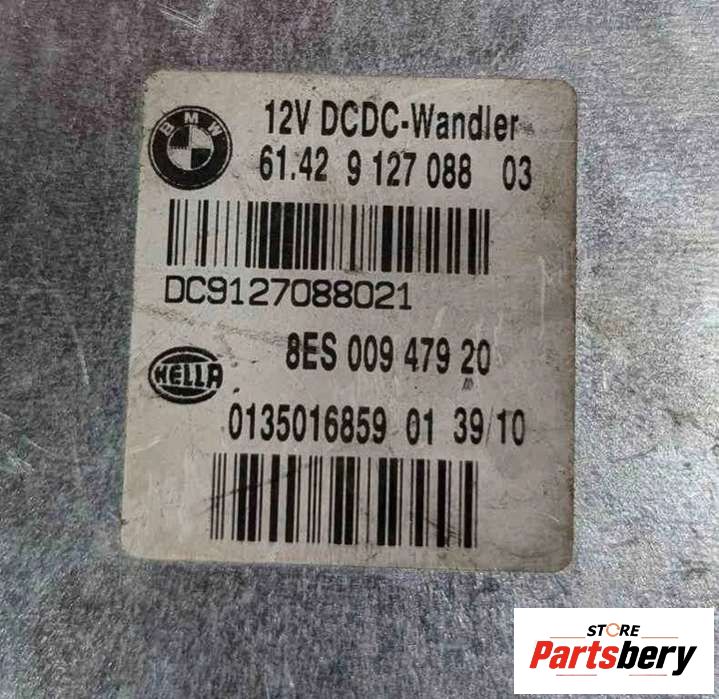 BMW
12V DCDC-Wandler
61.42 9 127 088 03
DC9127088021
8ES 009 479 20
HELLA
0135016859 01 39/10
STORE
Partsbery